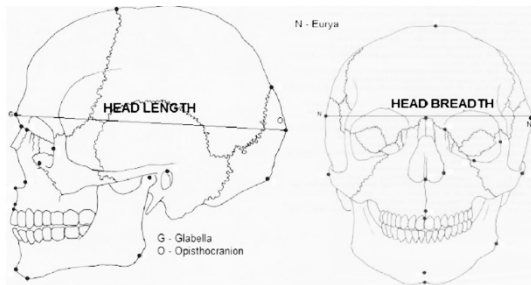 N - Eurya
HEAD LENGTH
HEAD BREADTH
G
O
N
N
G - Glabella
O - Opisthocranion